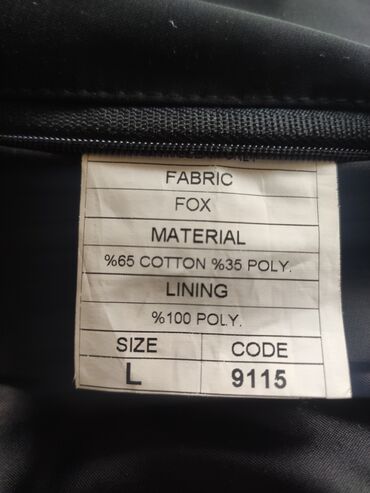 FABRIC
FOX
MATERIAL
%65 COTTON %35 POLY.
LINING
%100 POLY.
SIZE CODE
L 9115